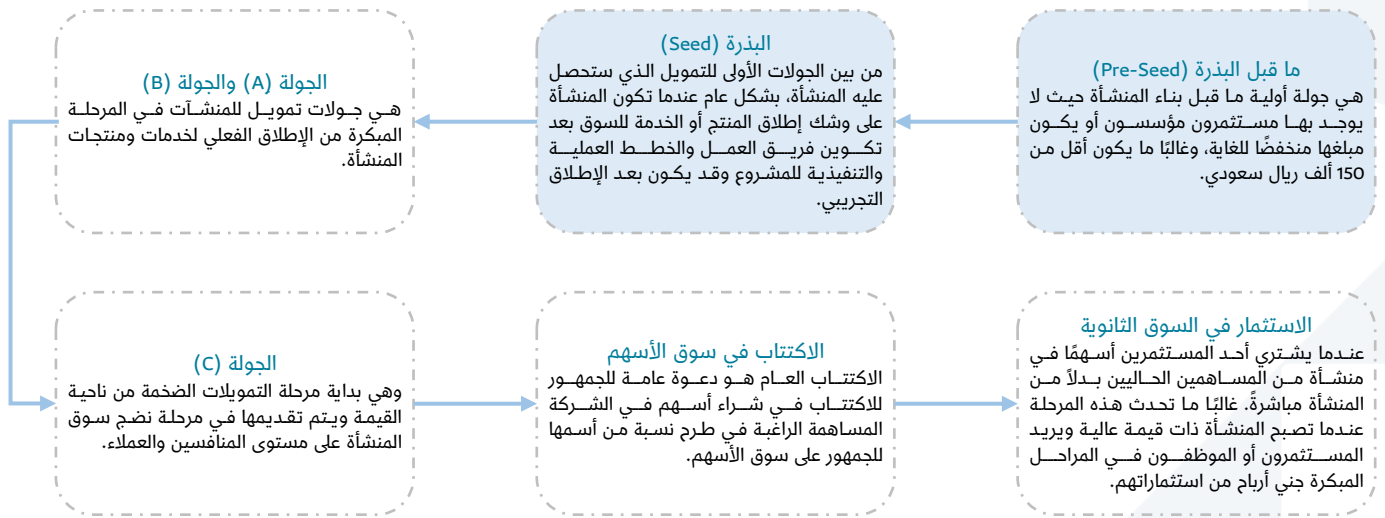 ما قبل البذرة (Pre-Seed)
هي جولة أولية ما قبل بناء المنشأة حيث لا
يوجد بها مستثمرون مؤسسون أو يكون
مبلغها منخفضًا للغاية، وغالبًا ما يكون أقل من
150 ألف ريال سعودي.
البذرة (Seed)
من بين الجولات الأولى للتمويل الذي ستحصل
عليه المنشأة، بشكل عام عندما تكون المنشأة
على وشك إطلاق المنتج أو الخدمة للسوق بعد
تكوين فريق العمل والخطط العملية
والتنفيذية للمشروع وقد يكون بعد الإطلاق
التجريبي.
الجولة (A) والجولة (B)
هي جولات تمويل للمنشآت في المرحلة
المبكرة من الإطلاق الفعلي لخدمات ومنتجات
المنشأة.
الجولة (C)
وهي بداية مرحلة التمويلات الضخمة من ناحية
القيمة ويتم تقديمها في مرحلة نضج سوق
المنشأة على مستوى المنافسين والعملاء.
الاكتتاب في سوق الأسهم
الاكتتاب العام هو دعوة عامة للجمهور
للاكتتاب في شراء أسهم في الشركة
المساهمة الراغبة في طرح نسبة من أسمها
للجمهور على سوق الأسهم.
الاستثمار في السوق الثانوية
عندما يشتري أحد المستثمرين أسهمًا في
منشأة من المساهمين الحاليين بدلاً من
المنشأة مباشرةً. غالبًا ما تحدث هذه المرحلة
عندما تصبح المنشأة ذات قيمة عالية ويريد
المستثمرون أو الموظفون في المراحل
المبكرة جني أرباح من استثماراتهم.